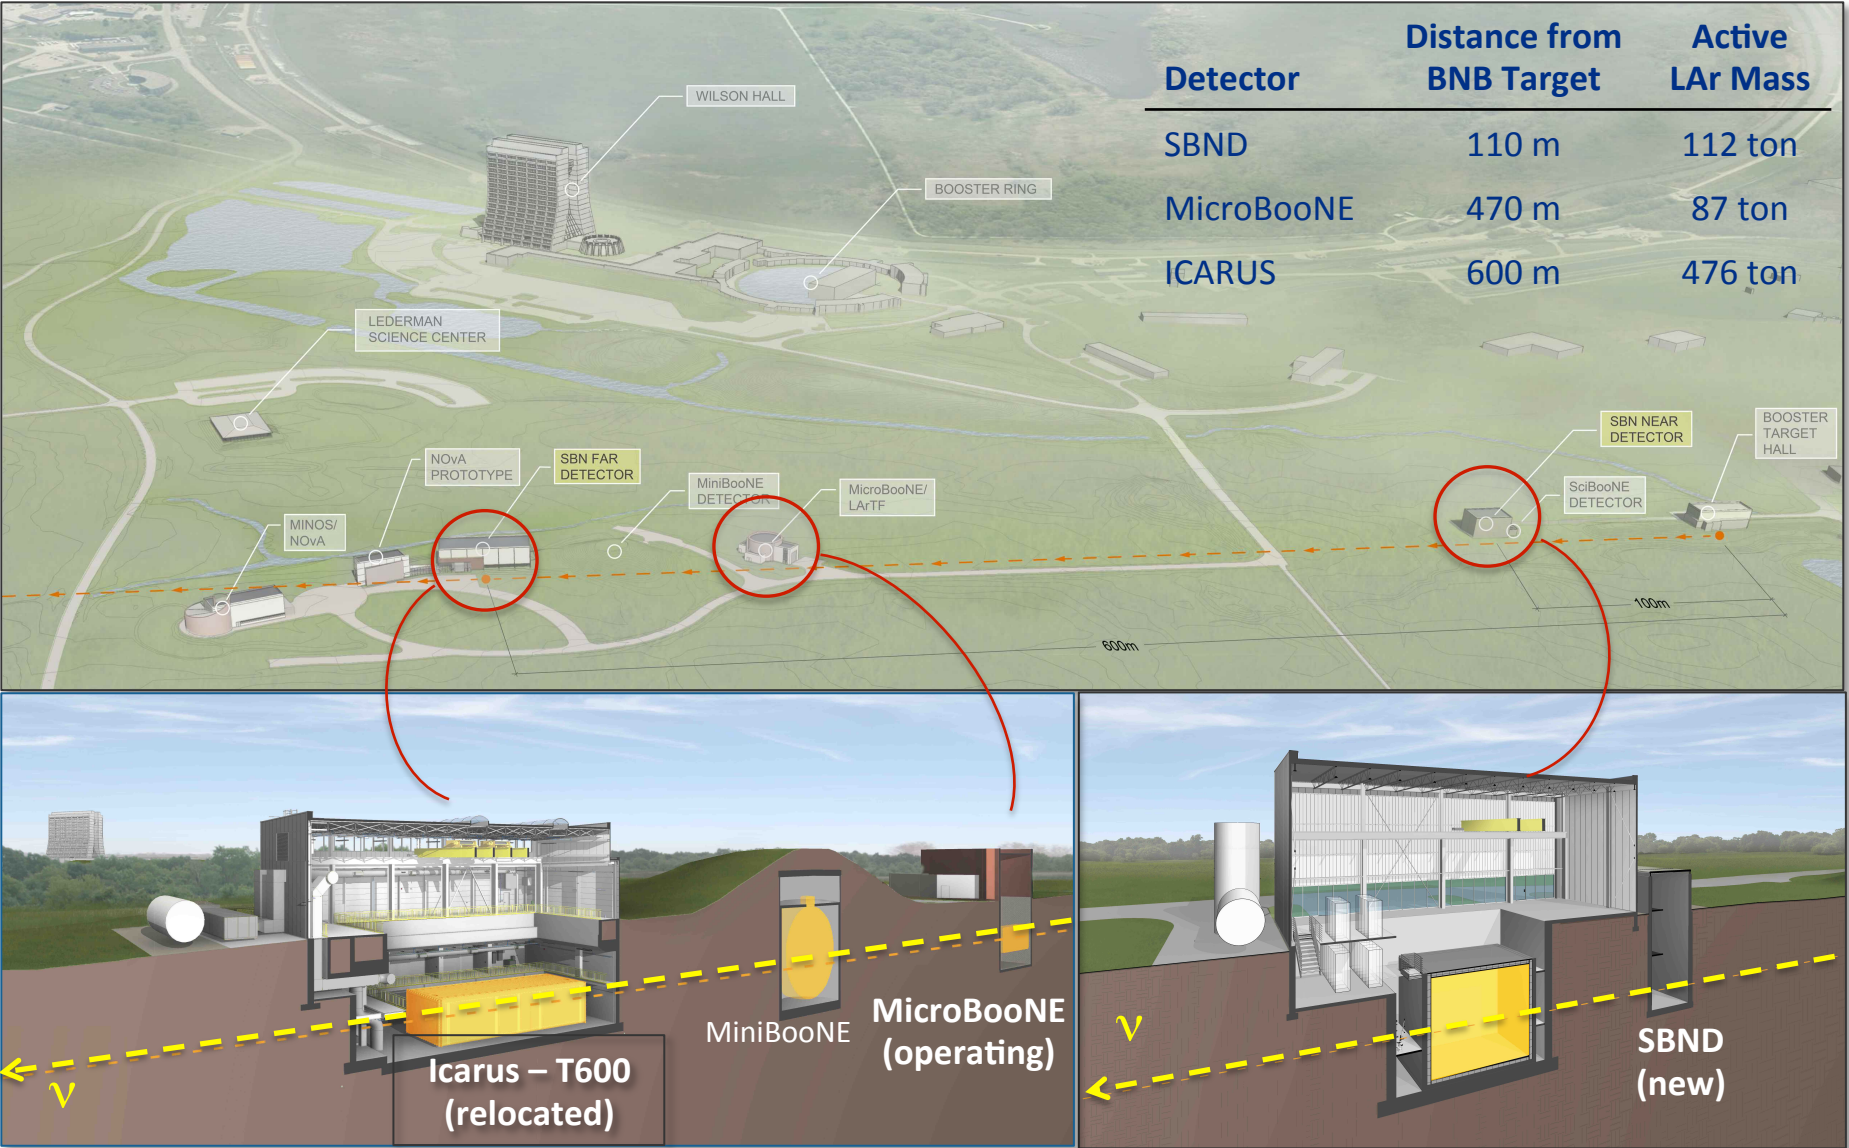 Distance from Active
Detector BNB Target LAr Mass
SBND 110 m 112 ton
MicroBooNE 470 m 87 ton
ICARUS 600 m 476 ton
WILSON HALL
BOOSTER RING
LEDERMAN
SCIENCE CENTER
NOvA
PROTOTYPE
SBN FAR
DETECTOR
MiniBooNE
DETECTOR
MicroBooNE/
LArTF
MINOS/
NOvA
SBN NEAR
DETECTOR
SciBooNE
DETECTOR
BOOSTER
TARGET
HALL
100m
600m
ν
Icarus – T600
(relocated)
MiniBooNE
MicroBooNE
(operating)
ν
SBND
(new)